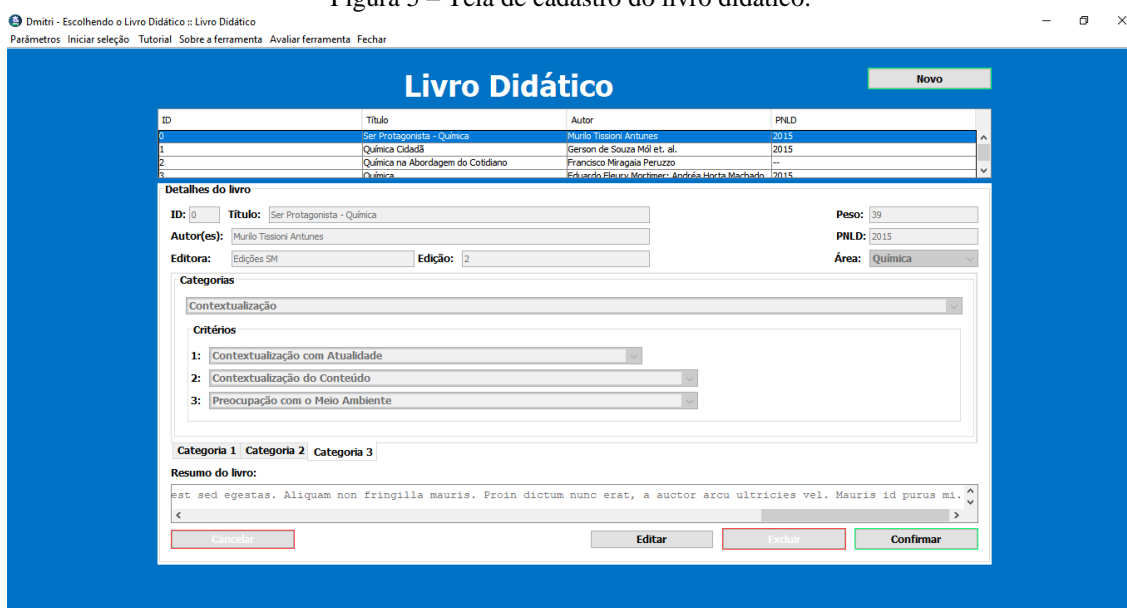 Figura 5 – Tela de cadastro do livro didático.
Dmitri - Escolhendo o Livro Didático :: Livro Didático
Parâmetros Iniciar seleção Tutorial Sobre a ferramenta Avaliar ferramenta Fechar
Livro Didático
Novo
ID Título Autor PNLD
0 Ser Protagonista - Química Murilo Tissioni Antunes 2015
1 Química Cidadã Gerson de Souza Mól et. al. 2015
2 Química na Abordagem do Cotidiano Francisco Miragaia Peruzzo --
3 Química Eduardo Fleury Mortimer; Andréa Horta Machado 2015
Detalhes do livro
ID: 0 Título: Ser Protagonista - Química Peso: 39
Autor(es): Murilo Tissioni Antunes PNLD: 2015
Editora: Edições SM Edição: 2 Área: Química
Categorias
Contextualização
Critérios
1: Contextualização com Atualidade
2: Contextualização do Conteúdo
3: Preocupação com o Meio Ambiente
Categoria 1 Categoria 2 Categoria 3
Resumo do livro:
est sed egestas. Aliquam non fringilla mauris. Proin dictum nunc erat, a auctor arcu ultricies vel. Mauris id purus mi.
Cancelar Editar Excluir Confirmar